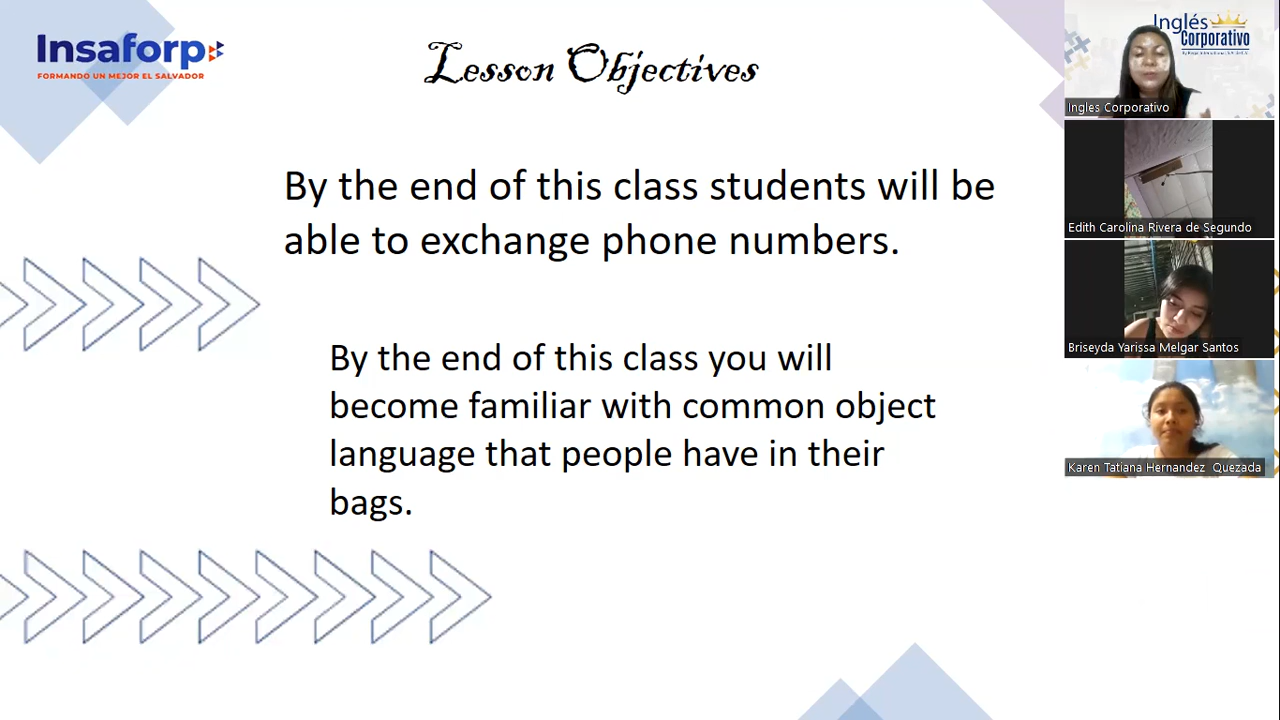 Insaforp
FORMANDO UN MEJOR EL SALVADOR
Lesson Objectives
By the end of this class students will be
able to exchange phone numbers.
By the end of this class you will
become familiar with common object
language that people have in their
bags.
Inglés
Corporativo
Ingles Corporativo
Edith Carolina Rivera de Segundo
Briseyda Yarissa Melgar Santos
Karen Tatiana Hernandez Quezada